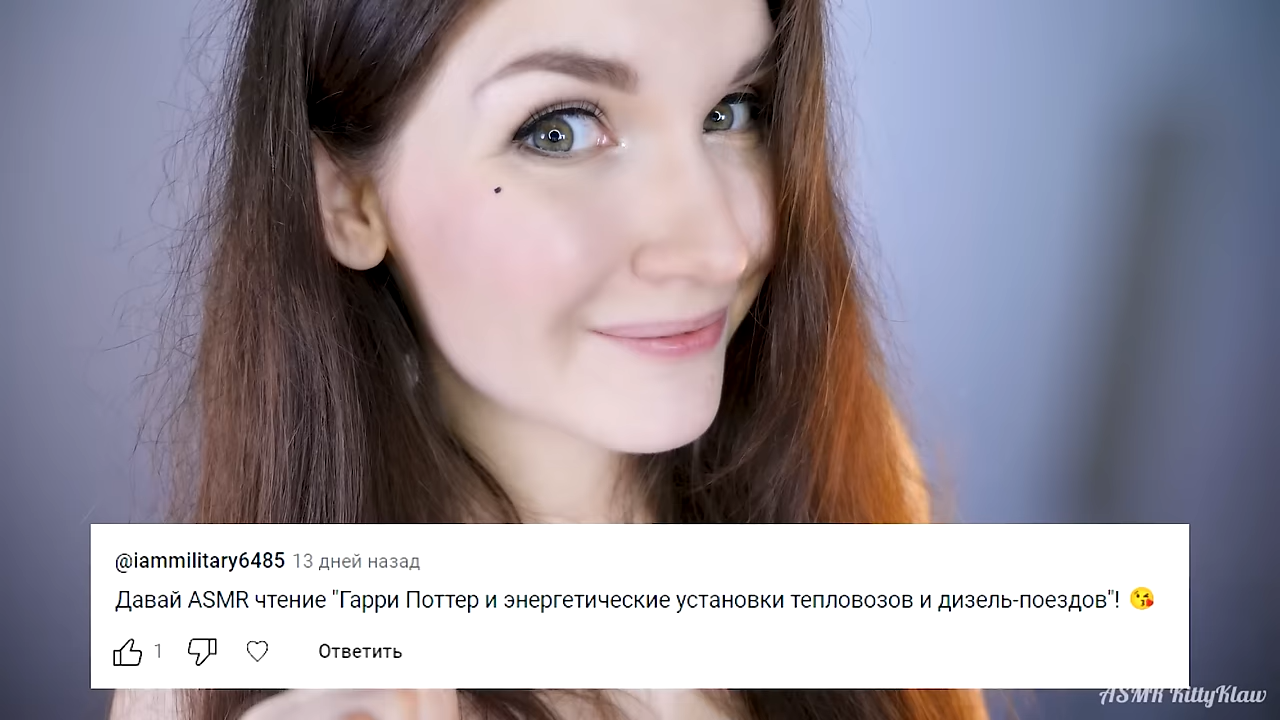 @iammilitary6485 13 дней назад
Давай ASMR чтение "Гарри Поттер и энергетические установки тепловозов и дизель-поездов"! 😘
1 Ответить
ASMR KittyKlaw